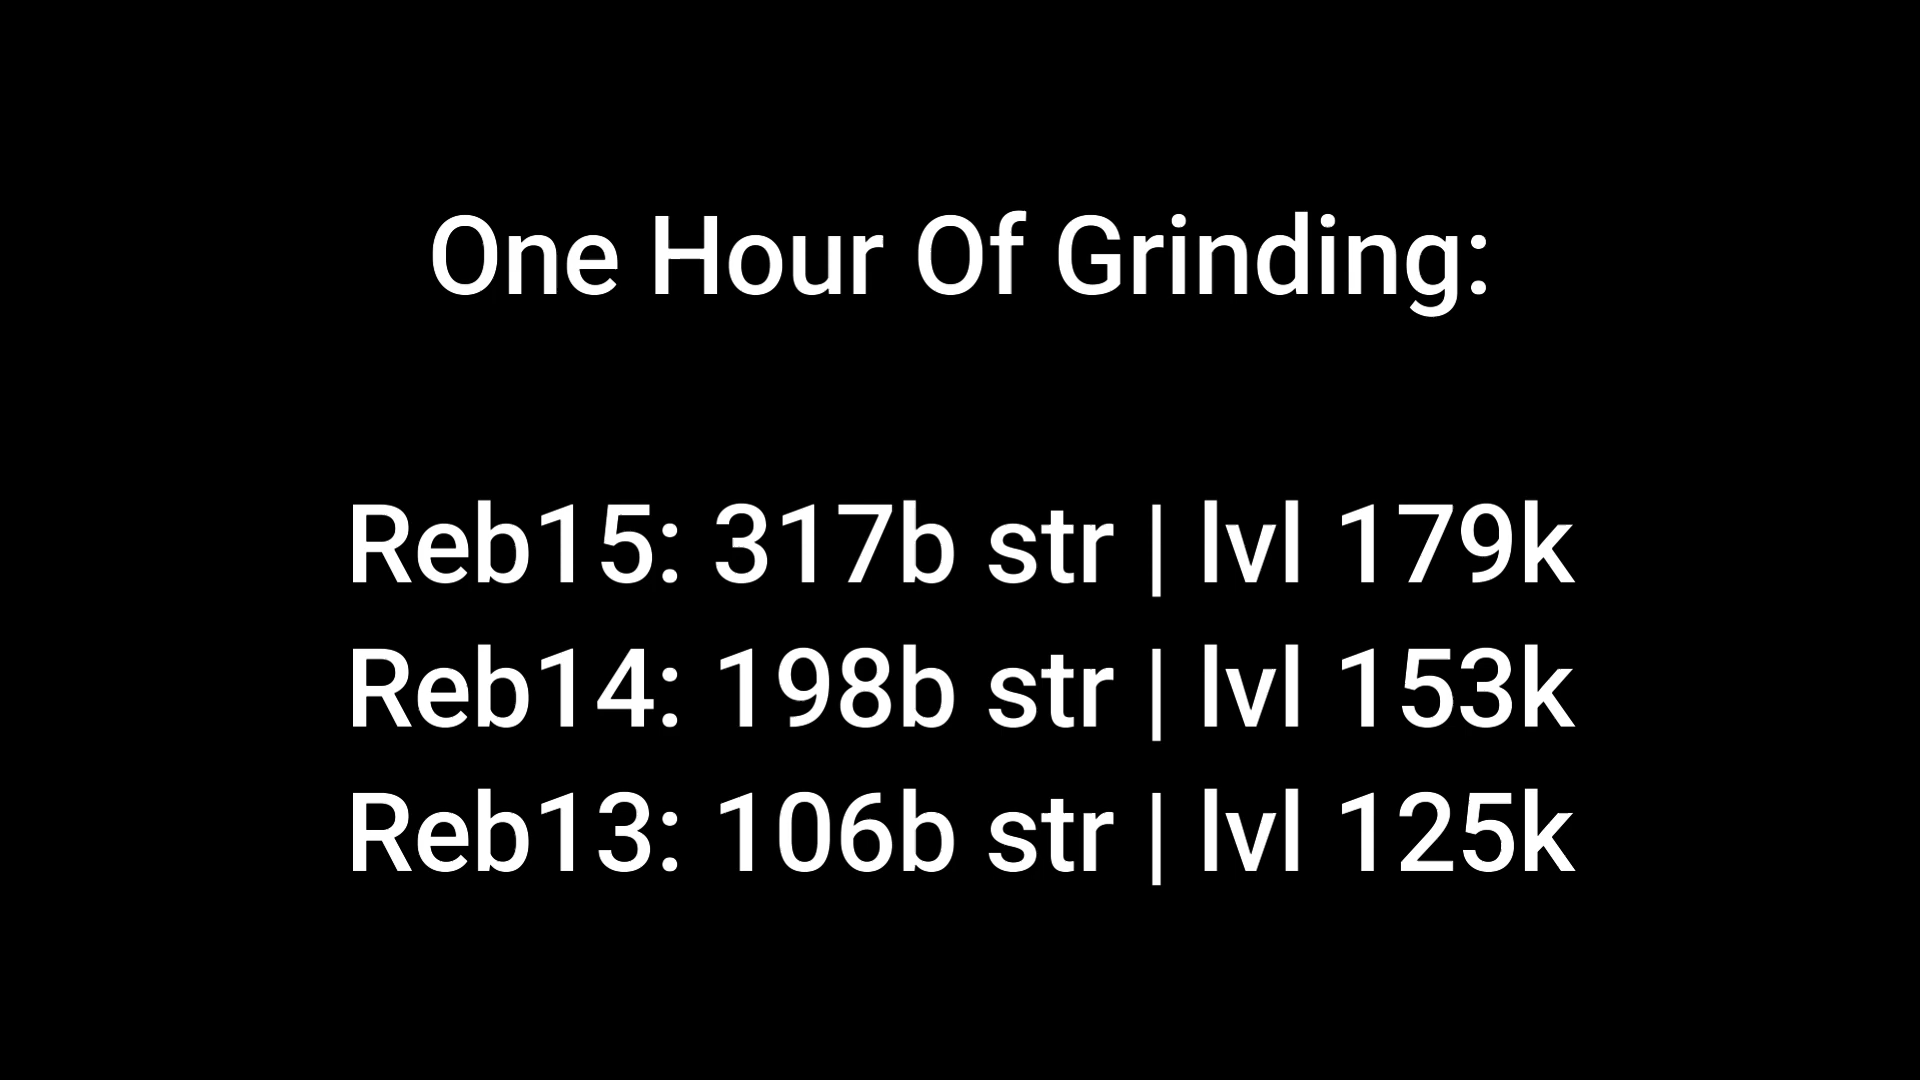 One Hour Of Grinding:
Reb15: 317b str | lvl 179k
Reb14: 198b str | lvl 153k
Reb13: 106b str | lvl 125k